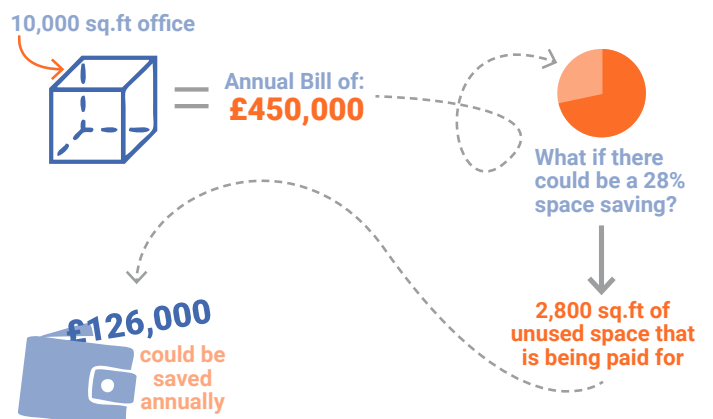 10,000 sq.ft office
Annual Bill of:
£450,000
What if there
could be a 28%
space saving?
2,800 sq.ft of
unused space that
is being paid for
£126,000
could be
saved
annually